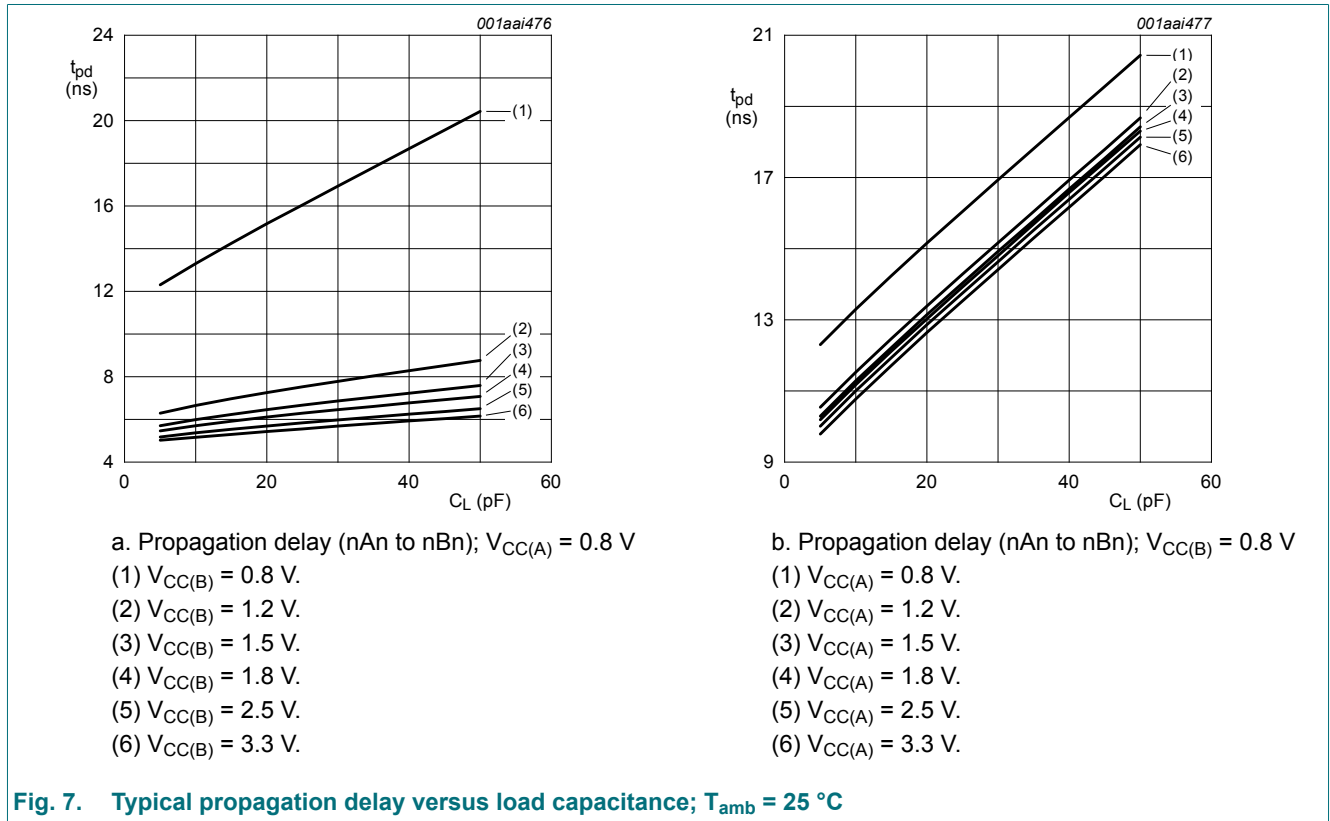 001aai476
24
tpd
(ns)
20
16
12
8
4
(1)
(2)
(3)
(4)
(5)
(6)
0 20 40 60
CL (pF)
a. Propagation delay (nAn to nBn); VCC(A) = 0.8 V
(1) VCC(B) = 0.8 V.
(2) VCC(B) = 1.2 V.
(3) VCC(B) = 1.5 V.
(4) VCC(B) = 1.8 V.
(5) VCC(B) = 2.5 V.
(6) VCC(B) = 3.3 V.
001aai477
21
tpd
(ns)
17
13
9
(1)
(2)
(3)
(4)
(5)
(6)
0 20 40 60
CL (pF)
b. Propagation delay (nAn to nBn); VCC(B) = 0.8 V
(1) VCC(A) = 0.8 V.
(2) VCC(A) = 1.2 V.
(3) VCC(A) = 1.5 V.
(4) VCC(A) = 1.8 V.
(5) VCC(A) = 2.5 V.
(6) VCC(A) = 3.3 V.
Fig. 7. Typical propagation delay versus load capacitance; Tamb = 25 °C